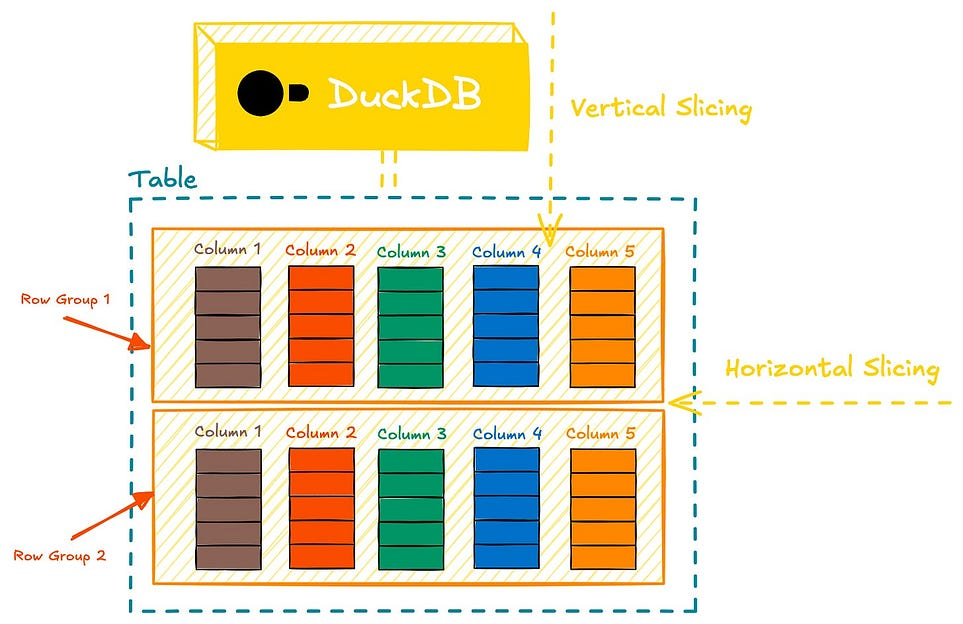 DuckDB
Vertical Slicing
Table
Column 1 Column 2 Column 3 Column 4 Column 5
Row Group 1
Horizontal Slicing
Column 1 Column 2 Column 3 Column 4 Column 5
Row Group 2